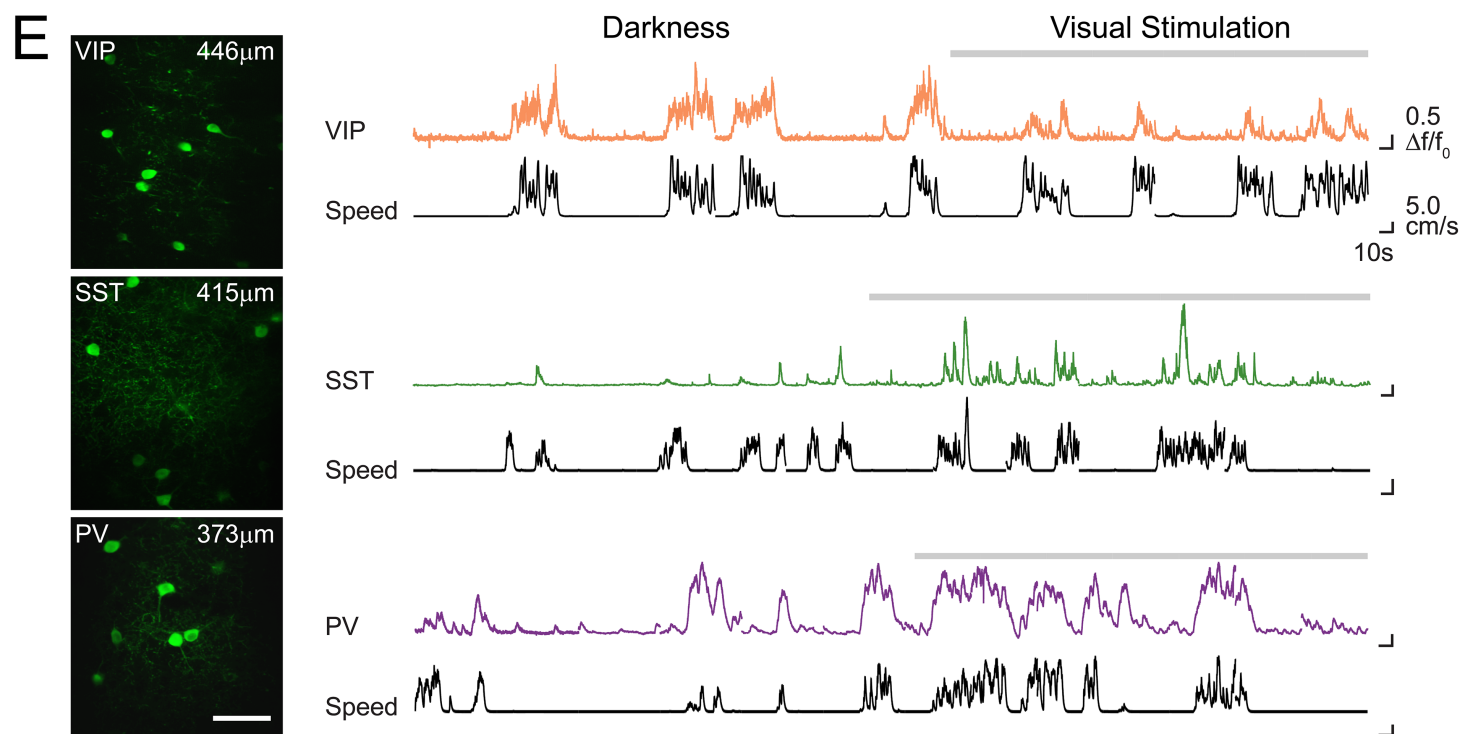 E
Darkness
Visual Stimulation
VIP 446μm
VIP
0.5
Δf/f0
Speed
5.0
cm/s
10s
SST 415μm
SST
Speed
PV 373μm
PV
Speed